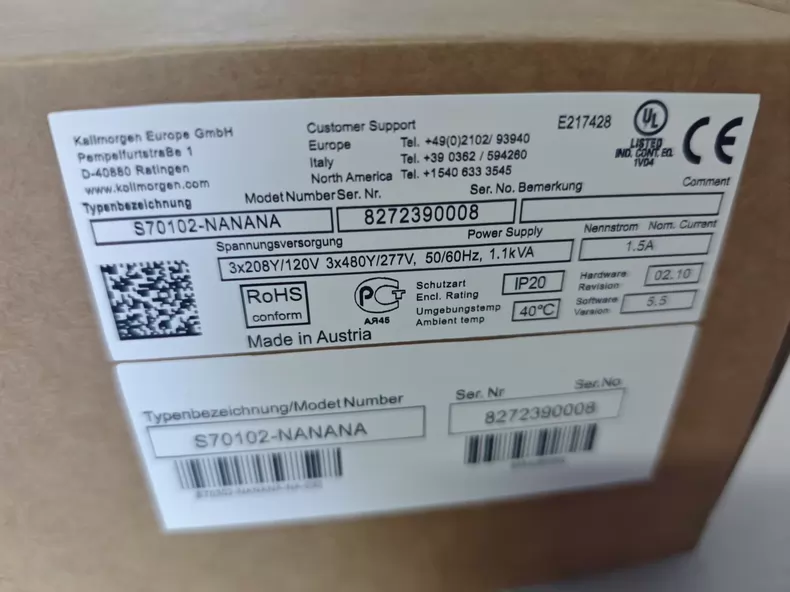 Kallmorgen Europe GmbH
Pempelfurtstraße 1
D-40880 Ratingen
www.kollmorgen.com
Customer Support
Europe Tel. +49(0)2102/ 93940
Italy Tel. +39 0362 / 594260
North America Tel. +1540 633 3545
E217428
UL
LISTED
IND. CONT. EQ.
1VD4
CE
Typenbezeichnung Model Number
S70102-NANANA
Ser. Nr. Ser. No.
8272390008
Bemerkung Comment
Spannungsversorgung Power Supply
3x208Y/120V 3x480Y/277V, 50/60Hz, 1.1kVA
Nennstrom Nom. Current
1.5A
RoHS
conform
АЯ46
Schutzart
Encl. Rating
IP20
Umgebungstemp
Ambient temp
40°C
Hardware
Revision:
02.10
Software
Version:
5.5
Made in Austria
Typenbezeichnung/Model Number
S70102-NANANA
Ser. Nr Ser.No
8272390008